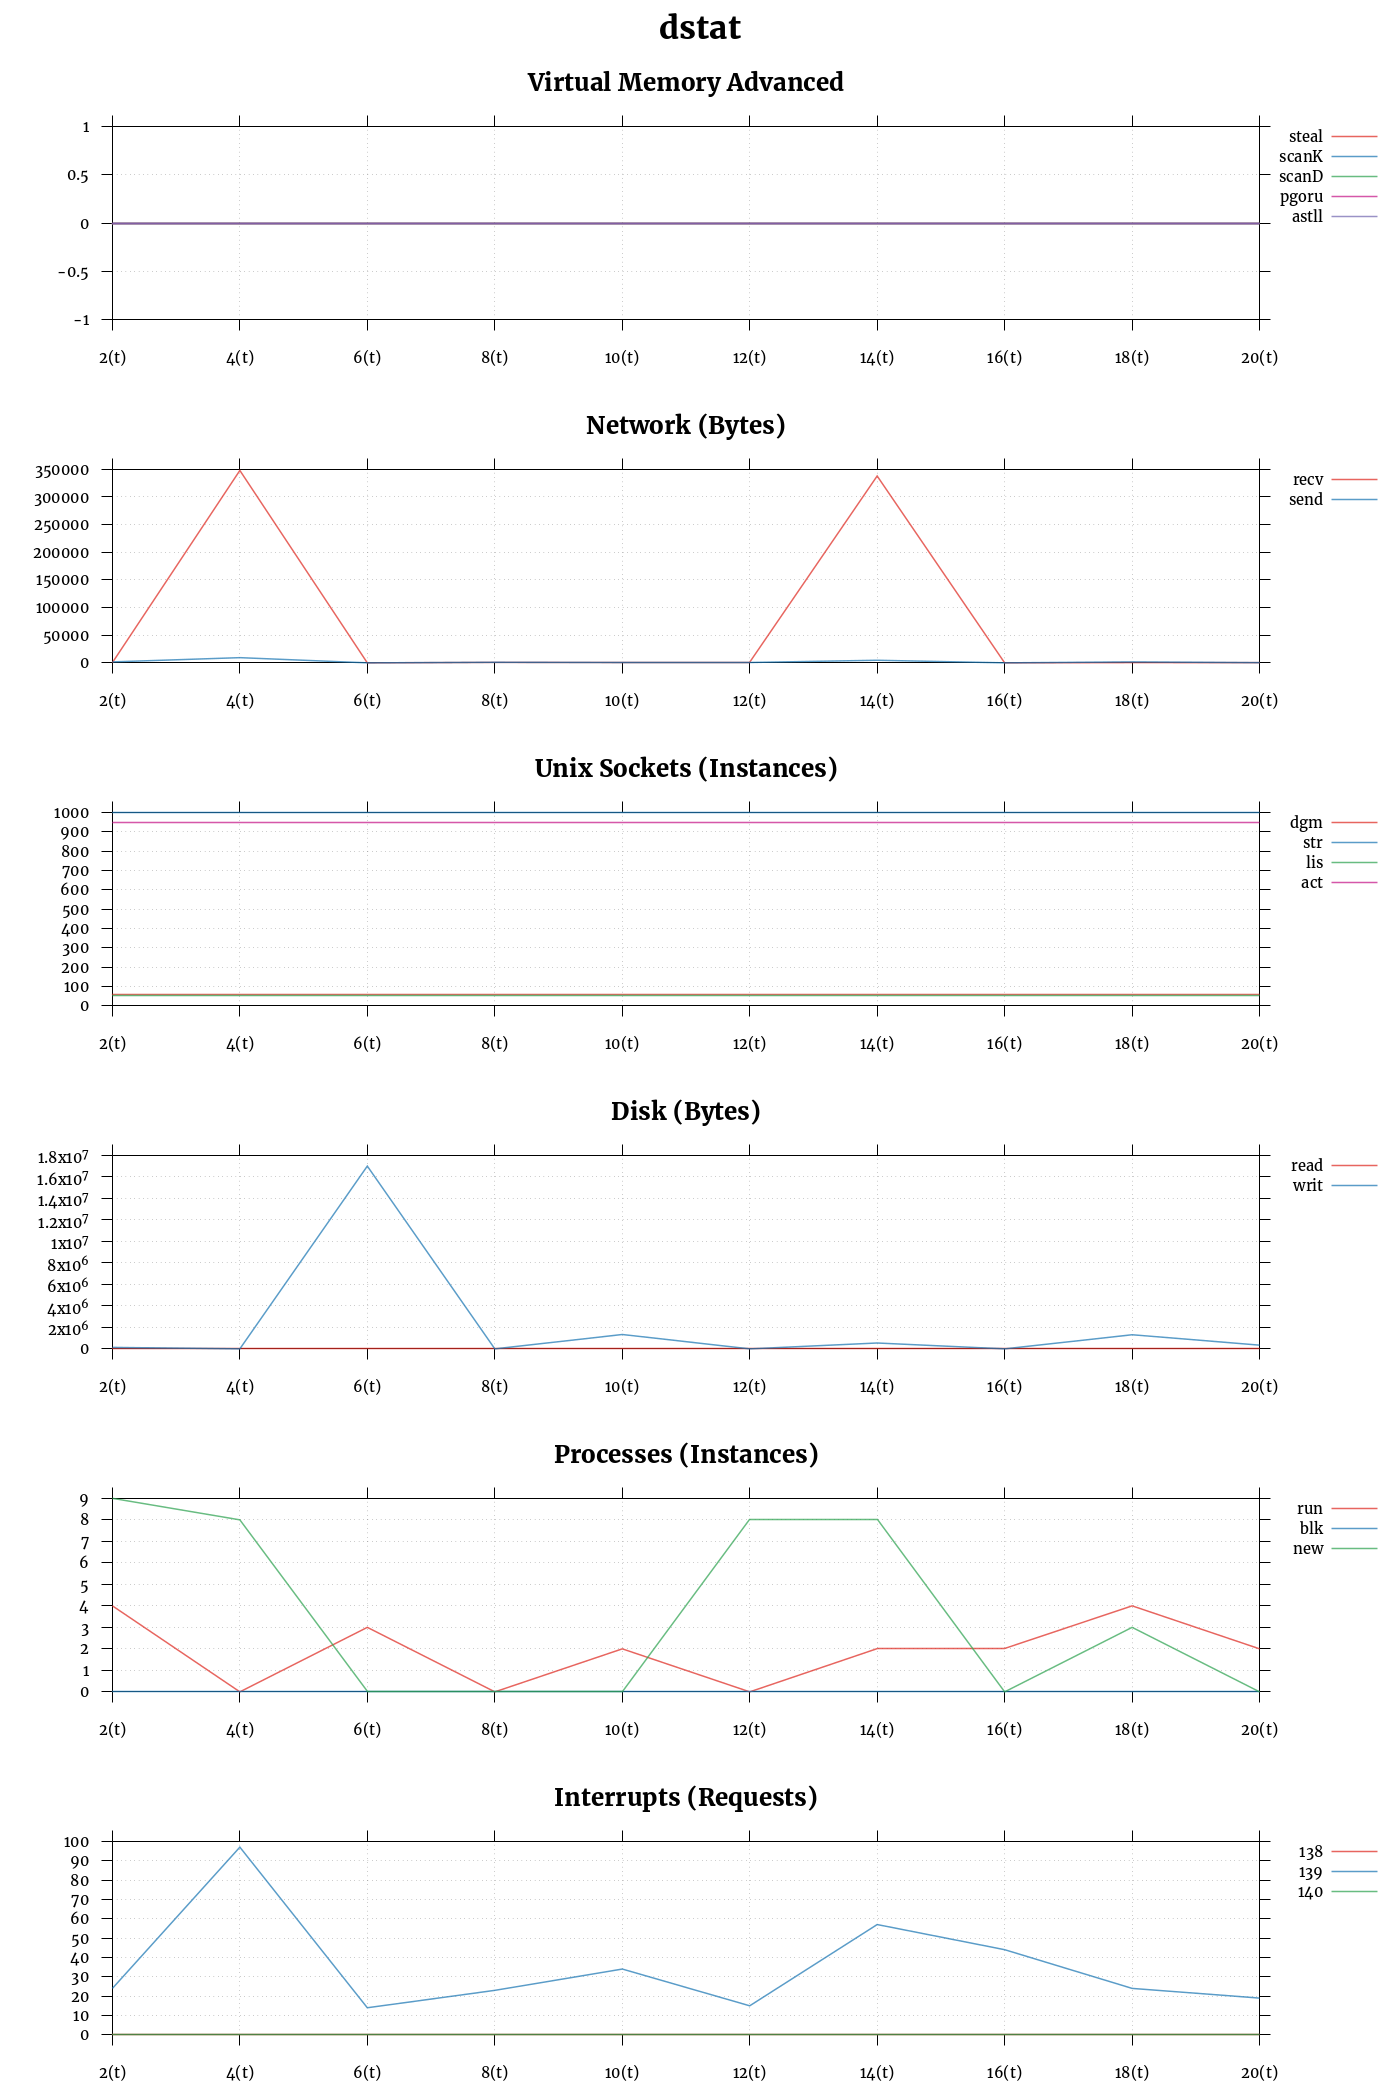 dstat
Virtual Memory Advanced
1
0.5
0
-0.5
-1
2(t) 4(t) 6(t) 8(t) 10(t) 12(t) 14(t) 16(t) 18(t) 20(t)
steal
scanK
scanD
pgoru
astll
Network (Bytes)
350000
300000
250000
200000
150000
100000
50000
0
2(t) 4(t) 6(t) 8(t) 10(t) 12(t) 14(t) 16(t) 18(t) 20(t)
recv
send
Unix Sockets (Instances)
1000
900
800
700
600
500
400
300
200
100
0
2(t) 4(t) 6(t) 8(t) 10(t) 12(t) 14(t) 16(t) 18(t) 20(t)
dgm
str
lis
act
Disk (Bytes)
1.8x10⁷
1.6x10⁷
1.4x10⁷
1.2x10⁷
1x10⁷
8x10⁶
6x10⁶
4x10⁶
2x10⁶
0
2(t) 4(t) 6(t) 8(t) 10(t) 12(t) 14(t) 16(t) 18(t) 20(t)
read
writ
Processes (Instances)
9
8
7
6
5
4
3
2
1
0
2(t) 4(t) 6(t) 8(t) 10(t) 12(t) 14(t) 16(t) 18(t) 20(t)
run
blk
new
Interrupts (Requests)
100
90
80
70
60
50
40
30
20
10
0
2(t) 4(t) 6(t) 8(t) 10(t) 12(t) 14(t) 16(t) 18(t) 20(t)
138
139
140